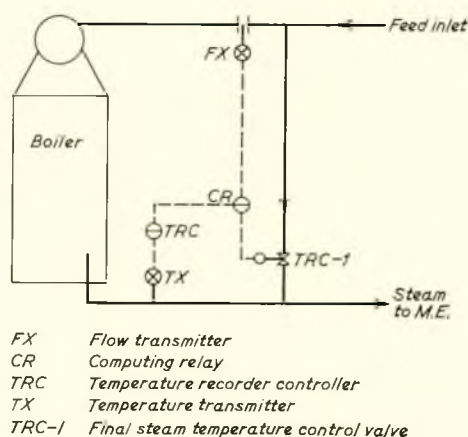 Feed inlet
FX
Boiler
CR
TRC
TRC-1
TX
Steam
to M.E.
FX Flow transmitter
CR Computing relay
TRC Temperature recorder controller
TX Temperature transmitter
TRC-1 Final steam temperature control valve